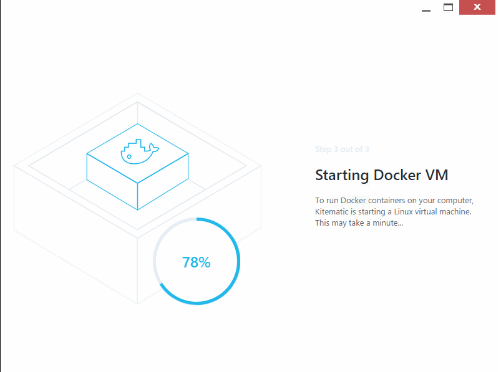 Step 3 out of 3
Starting Docker VM
To run Docker containers on your computer,
Kitematic is starting a Linux virtual machine.
This may take a minute...
78%